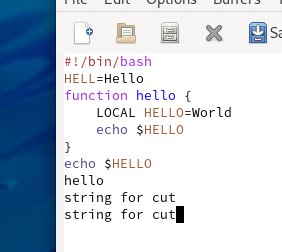 File Edit Options Buffers
Sa
#!/bin/bash
HELL=Hello
function hello {
    LOCAL HELLO=World
    echo $HELLO
}
echo $HELLO
hello
string for cut
string for cut